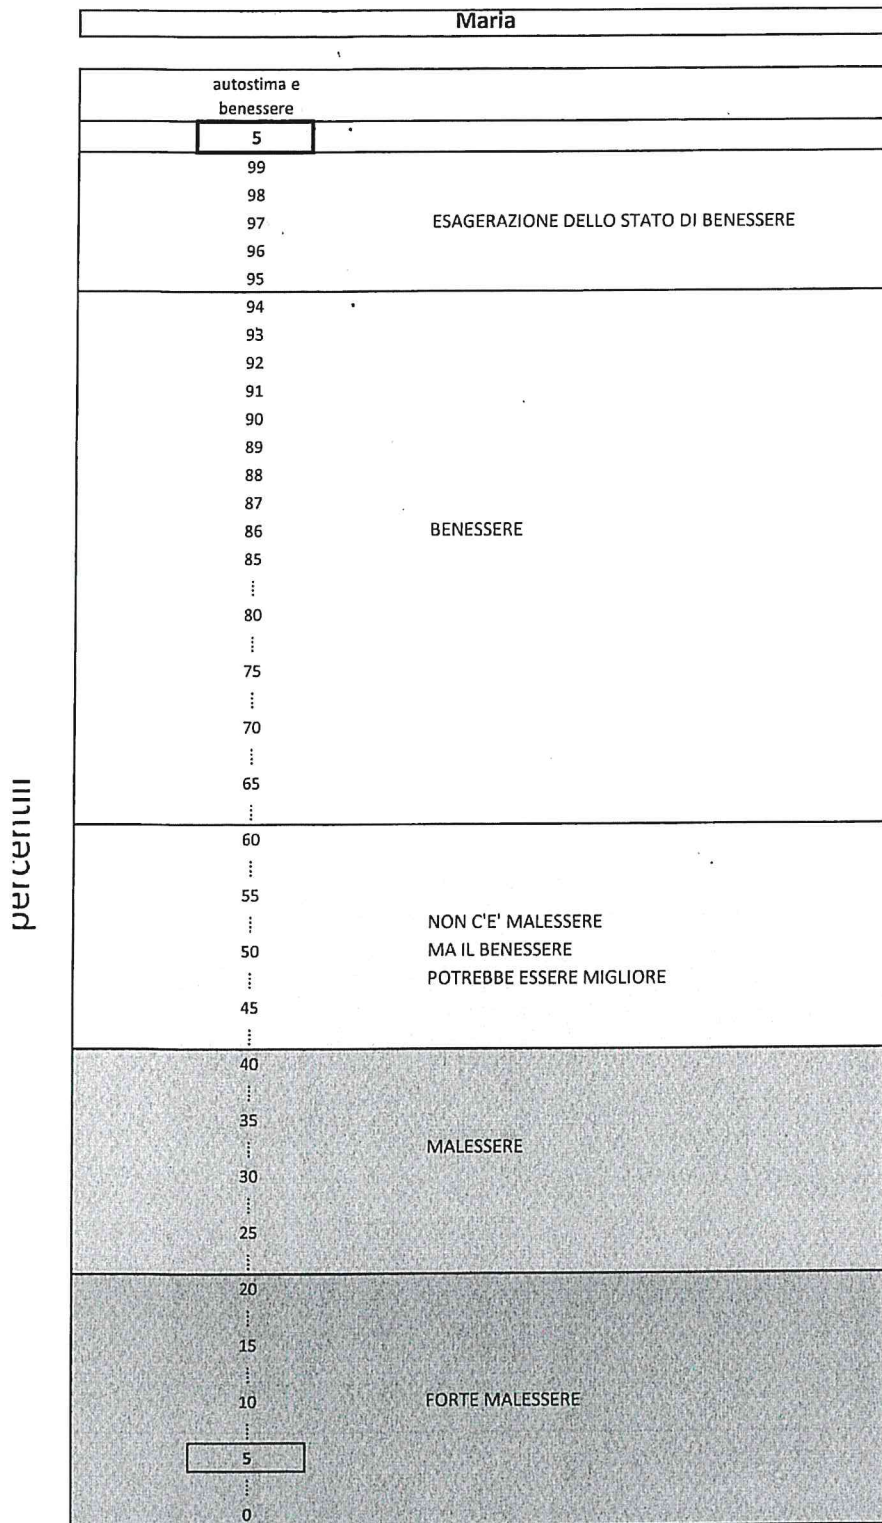 Maria
autostima e
benessere
5
99
98
97 ESAGERAZIONE DELLO STATO DI BENESSERE
96
95
94
93
92
91
90
89
88
87
86 BENESSERE
85
80
75
70
65
60
55
NON C'E' MALESSERE
50 MA IL BENESSERE
POTREBBE ESSERE MIGLIORE
45
40
35
MALESSERE
30
25
20
15
10 FORTE MALESSERE
5
0
percentili